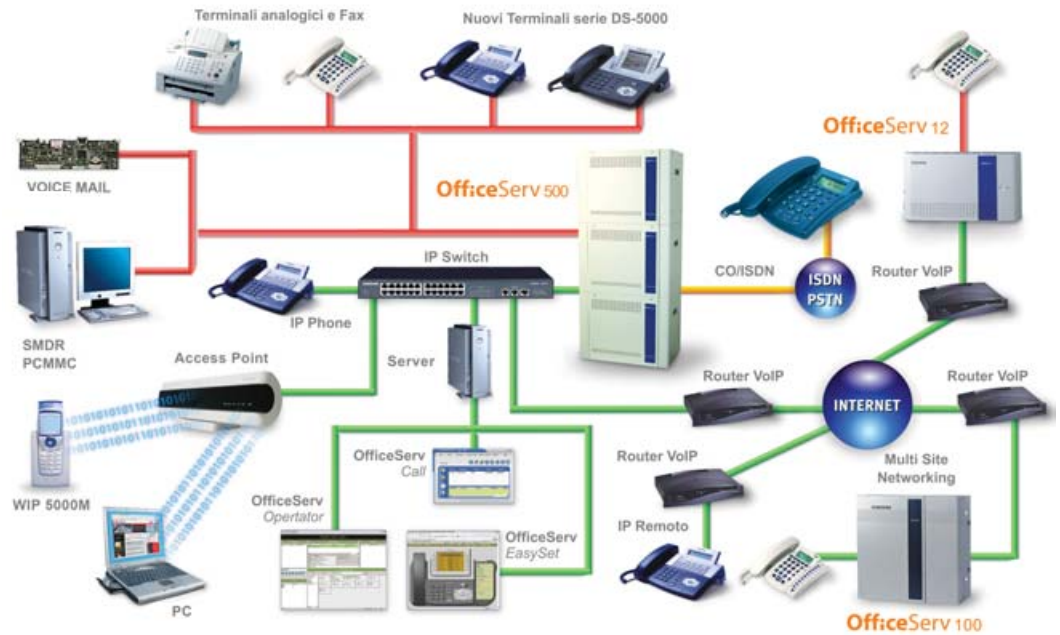 Terminali analogici e Fax
Nuovi Terminali serie DS-5000
OfficeServ 12
VOICE MAIL
OfficeServ 500
IP Switch
CO/ISDN
ISDN
PSTN
Router VoIP
IP Phone
SMDR
PCMMC
Access Point
Server
Router VoIP
INTERNET
Router VoIP
OfficeServ
Call
Router VoIP
Multi Site
Networking
WIP 5000M
OfficeServ
Opertator
OfficeServ
EasySet
IP Remoto
PC
OfficeServ 100